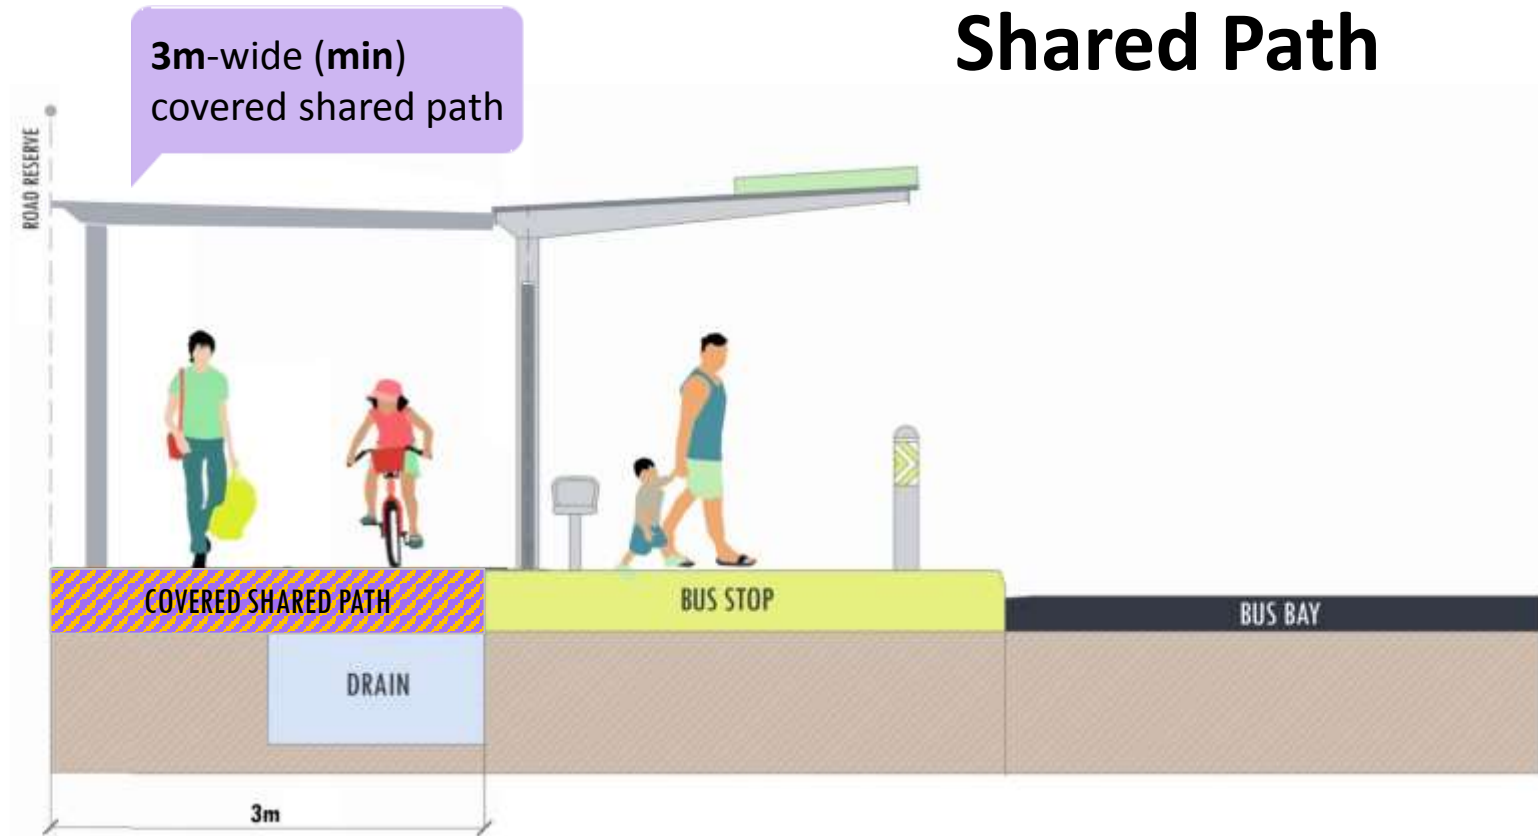 Shared Path
3m-wide (min)
covered shared path
ROAD RESERVE
COVERED SHARED PATH
BUS STOP
BUS BAY
DRAIN
3m